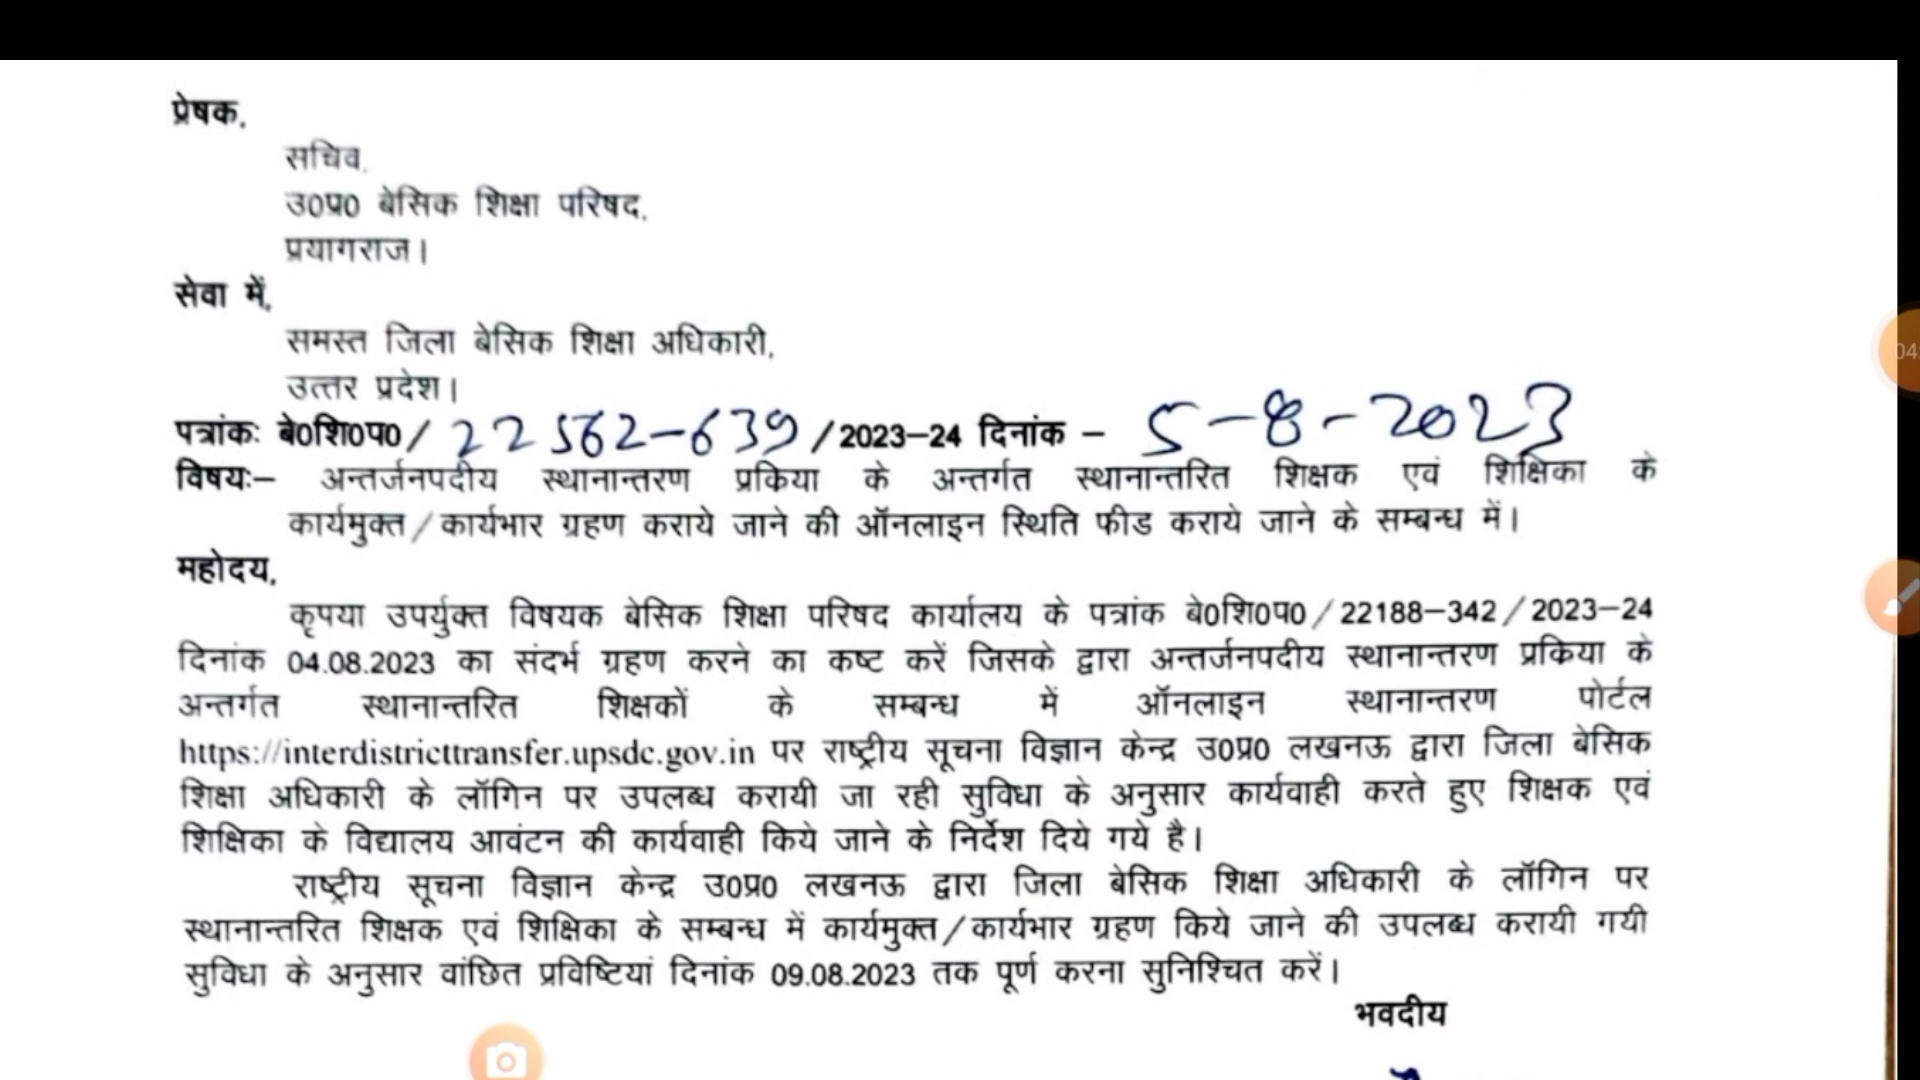 प्रेषक,
सचिव,
उ0प्र0 बेसिक शिक्षा परिषद,
प्रयागराज।
सेवा में,
समस्त जिला बेसिक शिक्षा अधिकारी,
उत्तर प्रदेश।
पत्रांकः बे0शि0प0/ 22562-639 /2023-24 दिनांक - 5-8-2023
विषयः- अन्तर्जनपदीय स्थानान्तरण प्रकिया के अन्तर्गत स्थानान्तरित शिक्षक एवं शिक्षिका के
कार्यमुक्त/कार्यभार ग्रहण कराये जाने की ऑनलाइन स्थिति फीड कराये जाने के सम्बन्ध में।
महोदय,
कृपया उपर्युक्त विषयक बेसिक शिक्षा परिषद कार्यालय के पत्रांक बे0शि0प0/22188-342/2023-24
दिनांक 04.08.2023 का संदर्भ ग्रहण करने का कष्ट करें जिसके द्वारा अन्तर्जनपदीय स्थानान्तरण प्रकिया के
अन्तर्गत स्थानान्तरित शिक्षकों के सम्बन्ध में ऑनलाइन स्थानान्तरण पोर्टल
https://interdistricttransfer.upsdc.gov.in पर राष्ट्रीय सूचना विज्ञान केन्द्र उ0प्र0 लखनऊ द्वारा जिला बेसिक
शिक्षा अधिकारी के लॉगिन पर उपलब्ध करायी जा रही सुविधा के अनुसार कार्यवाही करते हुए शिक्षक एवं
शिक्षिका के विद्यालय आवंटन की कार्यवाही किये जाने के निर्देश दिये गये है।
राष्ट्रीय सूचना विज्ञान केन्द्र उ0प्र0 लखनऊ द्वारा जिला बेसिक शिक्षा अधिकारी के लॉगिन पर
स्थानान्तरित शिक्षक एवं शिक्षिका के सम्बन्ध में कार्यमुक्त/कार्यभार ग्रहण किये जाने की उपलब्ध करायी गयी
सुविधा के अनुसार वांछित प्रविष्टियां दिनांक 09.08.2023 तक पूर्ण करना सुनिश्चित करें।
भवदीय